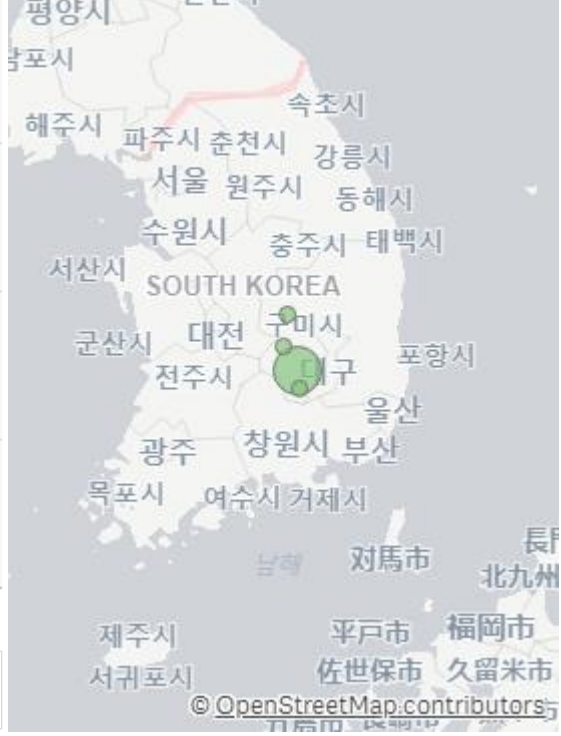 평양시
남포시
속초시
해주시
파주시 춘천시
강릉시
서울 원주시
동해시
수원시
충주시 태백시
서산시
SOUTH KOREA
구미시
대전
군산시
포항시
전주시
대구
울산
창원시 부산
광주
목포시
여수시 거제시
남해
対馬市
北九州
제주시
平戸市
福岡市
서귀포시
佐世保市
久留米市
© OpenStreetMap contributors